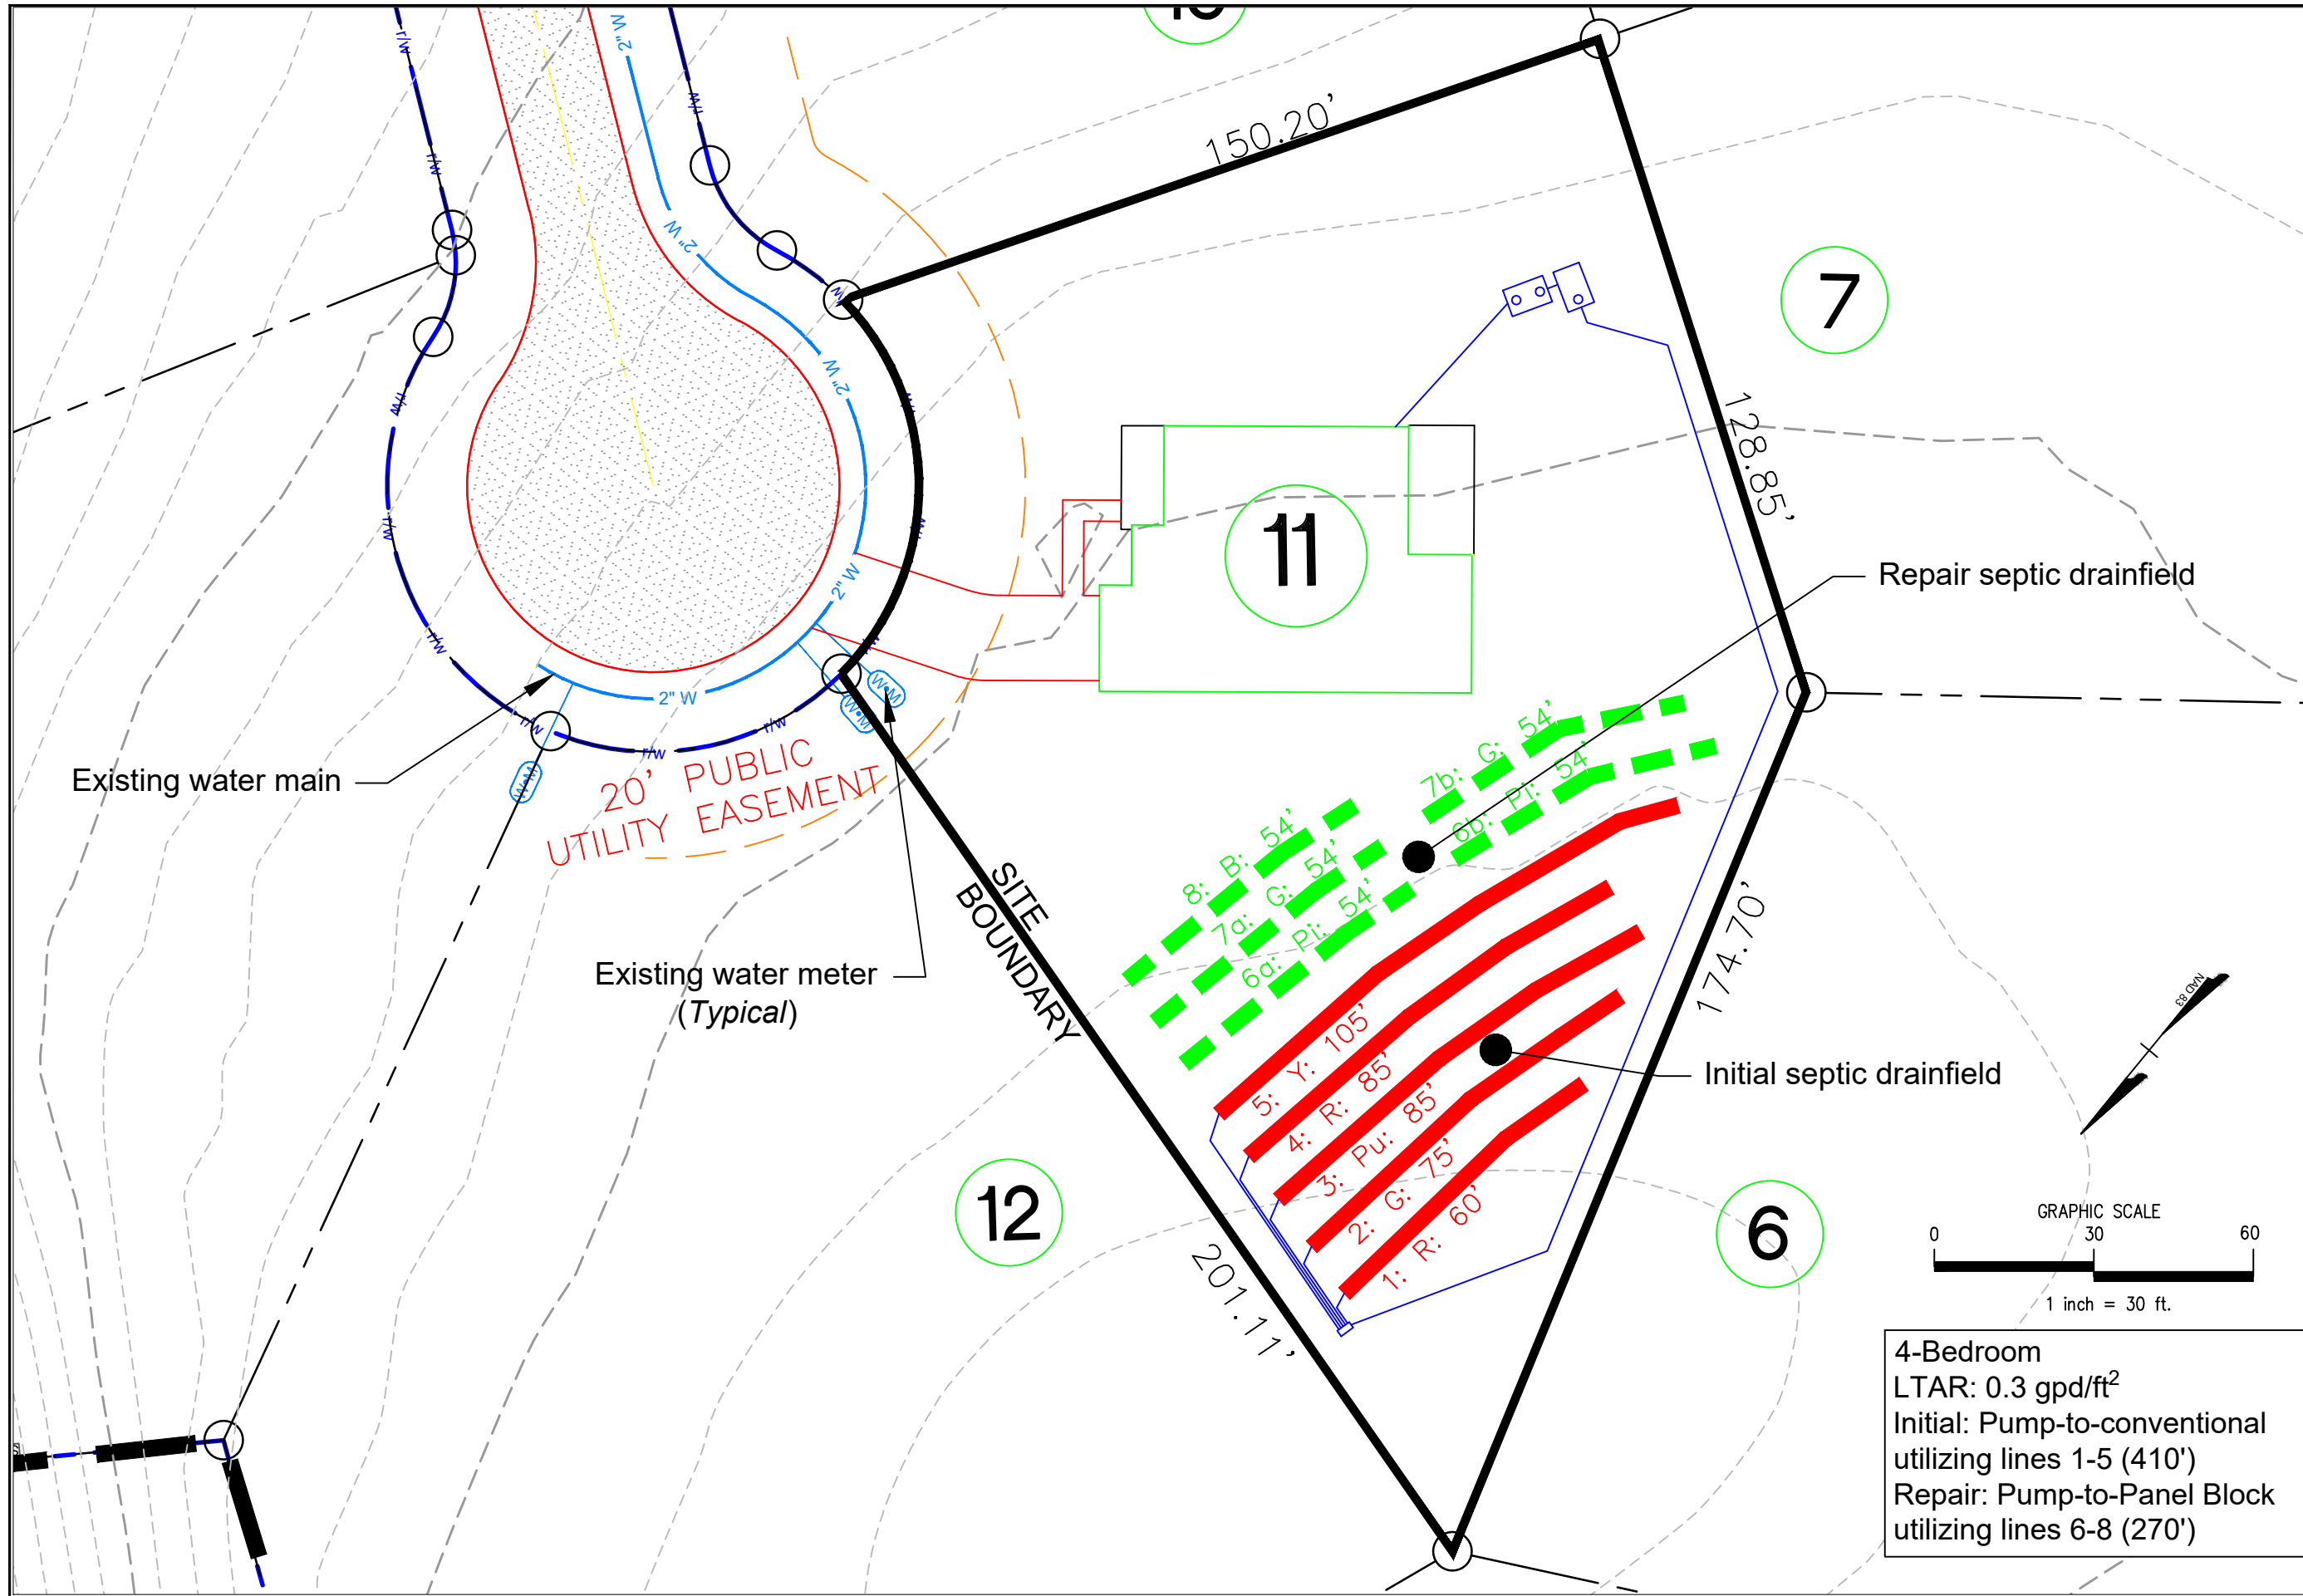 r/w
2" W
r/w
150.20'
r/w
2" W
7
2" W
r/w
r/w
128.85'
11
r/w
r/w
Repair septic drainfield
2" W
r/w
r/w
W•M
W•M
2" W
r/w
r/w
r/w
20' PUBLIC
UTILITY EASEMENT
Existing water main
W•M
7b: G: 54'
6b: Pi: 54'
8: B: 54'
7a: G: 54'
6a: Pi: 54'
SITE
BOUNDARY
Existing water meter
(Typical)
174.70'
NAD 83
5: Y: 105'
4: R: 85'
3: Pu: 85'
2: G: 75'
1: R: 60'
Initial septic drainfield
12
6
201.11'
GRAPHIC SCALE
0 30 60
1 inch = 30 ft.
4-Bedroom
LTAR: 0.3 gpd/ft2
Initial: Pump-to-conventional
utilizing lines 1-5 (410')
Repair: Pump-to-Panel Block
utilizing lines 6-8 (270')